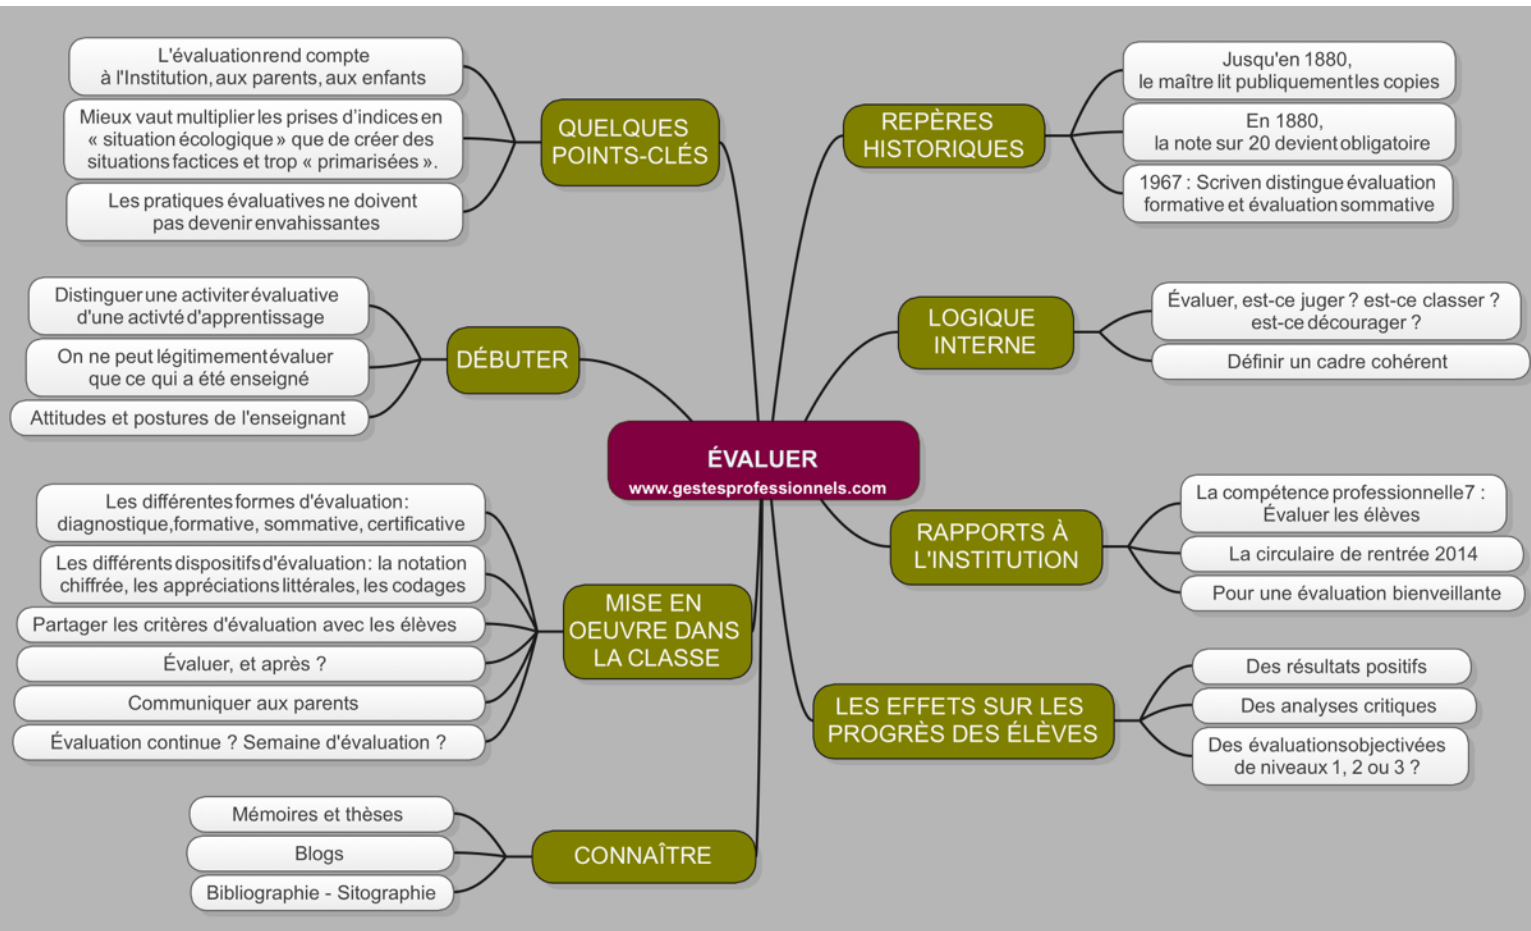 L'évaluation rend compte
à l'Institution, aux parents, aux enfants
Mieux vaut multiplier les prises d'indices en
« situation écologique » que de créer des
situations factices et trop « primarisées ».
Les pratiques évaluatives ne doivent
pas devenir envahissantes
QUELQUES
POINTS-CLÉS
Distinguer une activiter évaluative
d'une activté d'apprentissage
On ne peut légitimement évaluer
que ce qui a été enseigné
Attitudes et postures de l'enseignant
DÉBUTER
Les différentes formes d'évaluation :
diagnostique, formative, sommative, certificative
Les différents dispositifs d'évaluation : la notation
chiffrée, les appréciations littérales, les codages
Partager les critères d'évaluation avec les élèves
Évaluer, et après ?
Communiquer aux parents
Évaluation continue ? Semaine d'évaluation ?
MISE EN
OEUVRE DANS
LA CLASSE
Mémoires et thèses
Blogs
Bibliographie - Sitographie
CONNAÎTRE
ÉVALUER
www.gestesprofessionnels.com
REPÈRES
HISTORIQUES
Jusqu'en 1880,
le maître lit publiquement les copies
En 1880,
la note sur 20 devient obligatoire
1967 : Scriven distingue évaluation
formative et évaluation sommative
LOGIQUE
INTERNE
Évaluer, est-ce juger ? est-ce classer ?
est-ce décourager ?
Définir un cadre cohérent
RAPPORTS À
L'INSTITUTION
La compétence professionnelle 7 :
Évaluer les élèves
La circulaire de rentrée 2014
Pour une évaluation bienveillante
LES EFFETS SUR LES
PROGRÈS DES ÉLÈVES
Des résultats positifs
Des analyses critiques
Des évaluations objectivées
de niveaux 1, 2 ou 3 ?